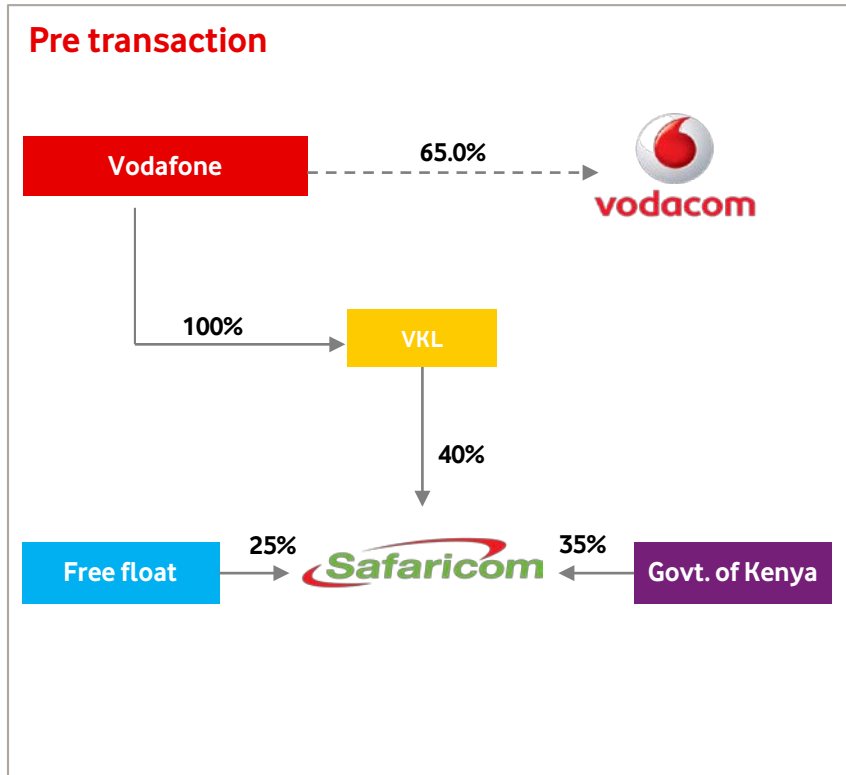 Pre transaction
Vodafone
65.0%
vodacom
100%
VKL
40%
Free float
25%
Safaricom
35%
Govt. of Kenya